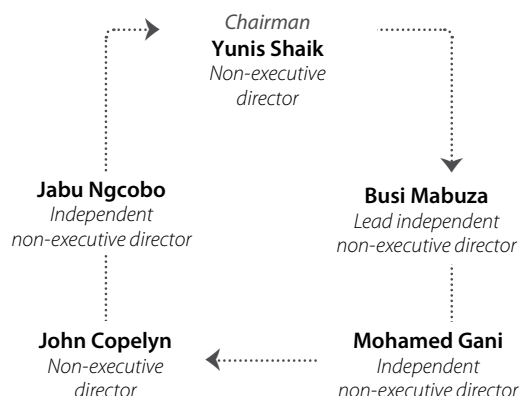 Chairman
Yunis Shaik
Non-executive
director
Busi Mabuza
Lead independent
non-executive director
Mohamed Gani
Independent
non-executive director
John Copelyn
Non-executive
director
Jabu Ngcobo
Independent
non-executive director